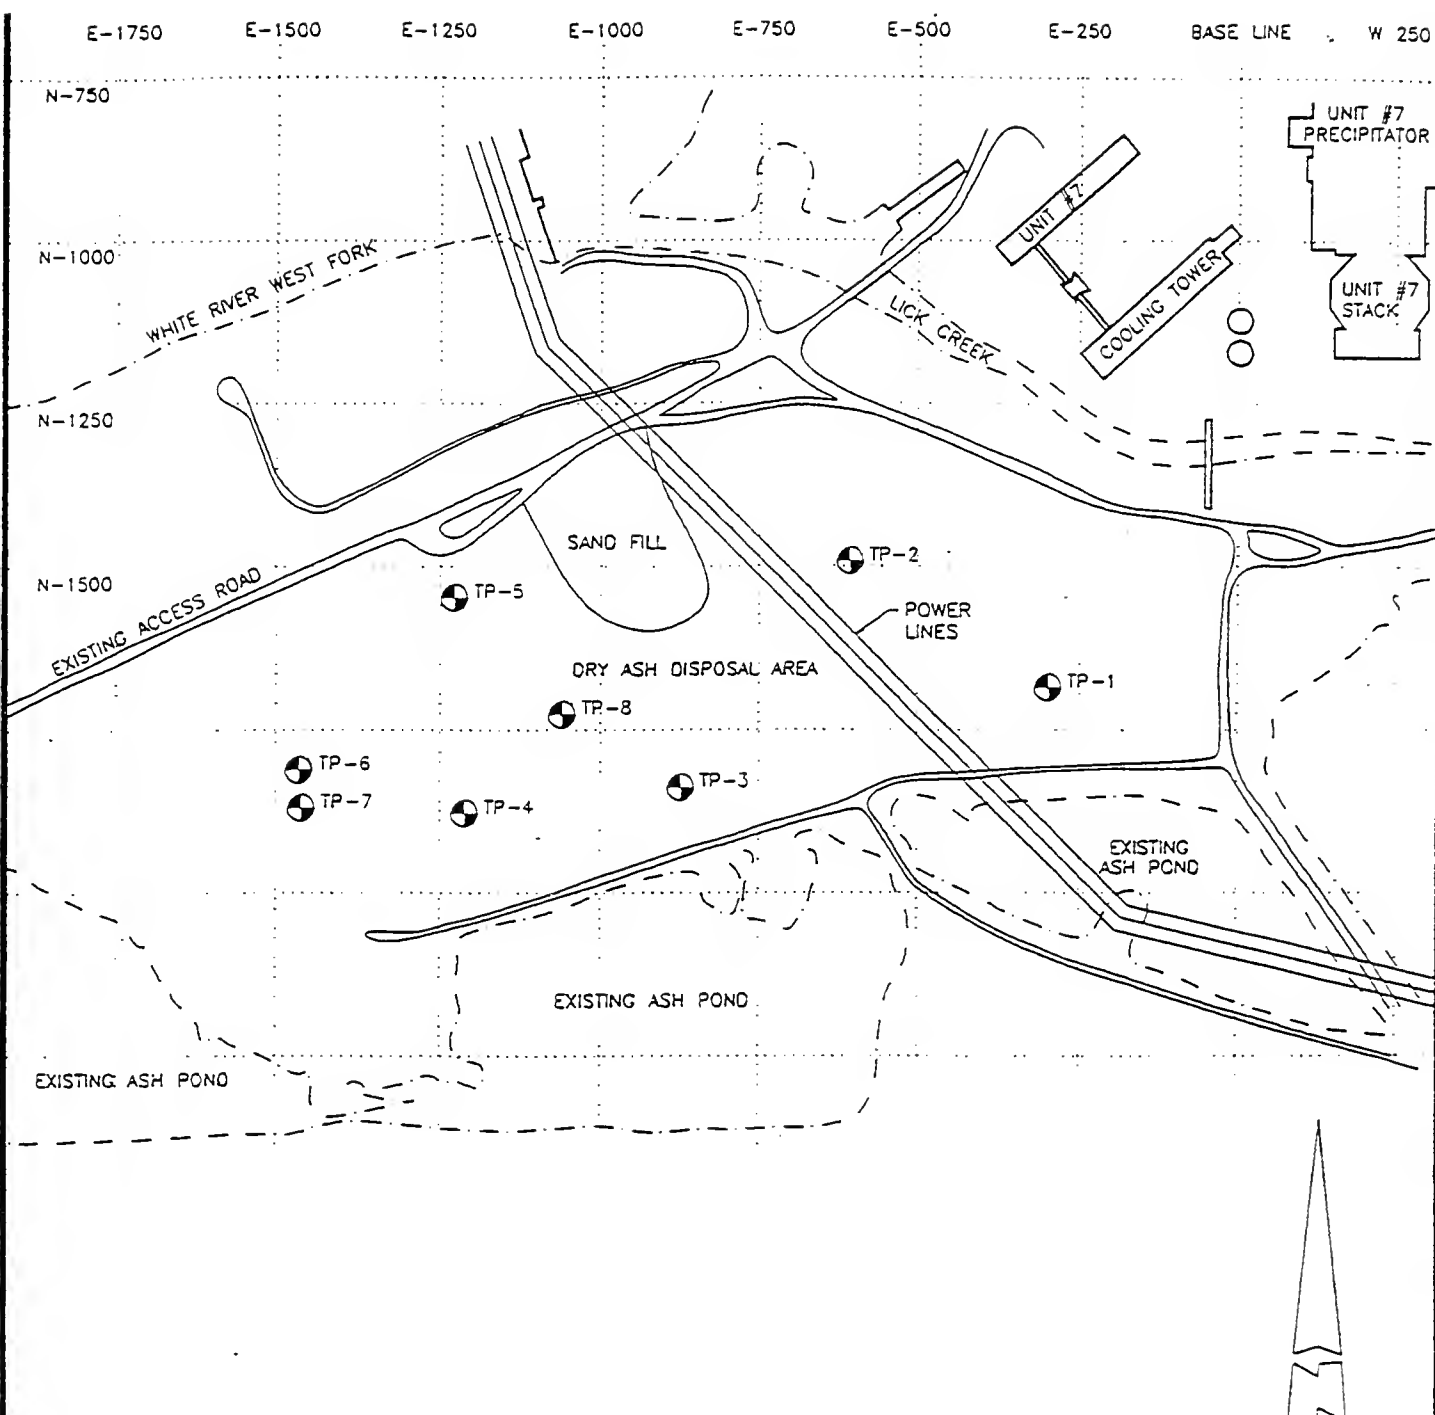 E-1750 E-1500 E-1250 E-1000 E-750 E-500 E-250 BASE LINE W 250
N-750
UNIT #7
PRECIPITATOR
UNIT #7
N-1000
WHITE RIVER WEST FORK
COOLING TOWER
UNIT #7
STACK
LICK CREEK
N-1250
SAND FILL
TP-2
N-1500
TP-5
EXISTING ACCESS ROAD
POWER
LINES
DRY ASH DISPOSAL AREA
TP-1
TP-8
TP-6
TP-3
TP-7
TP-4
EXISTING
ASH POND
EXISTING ASH POND
EXISTING ASH POND